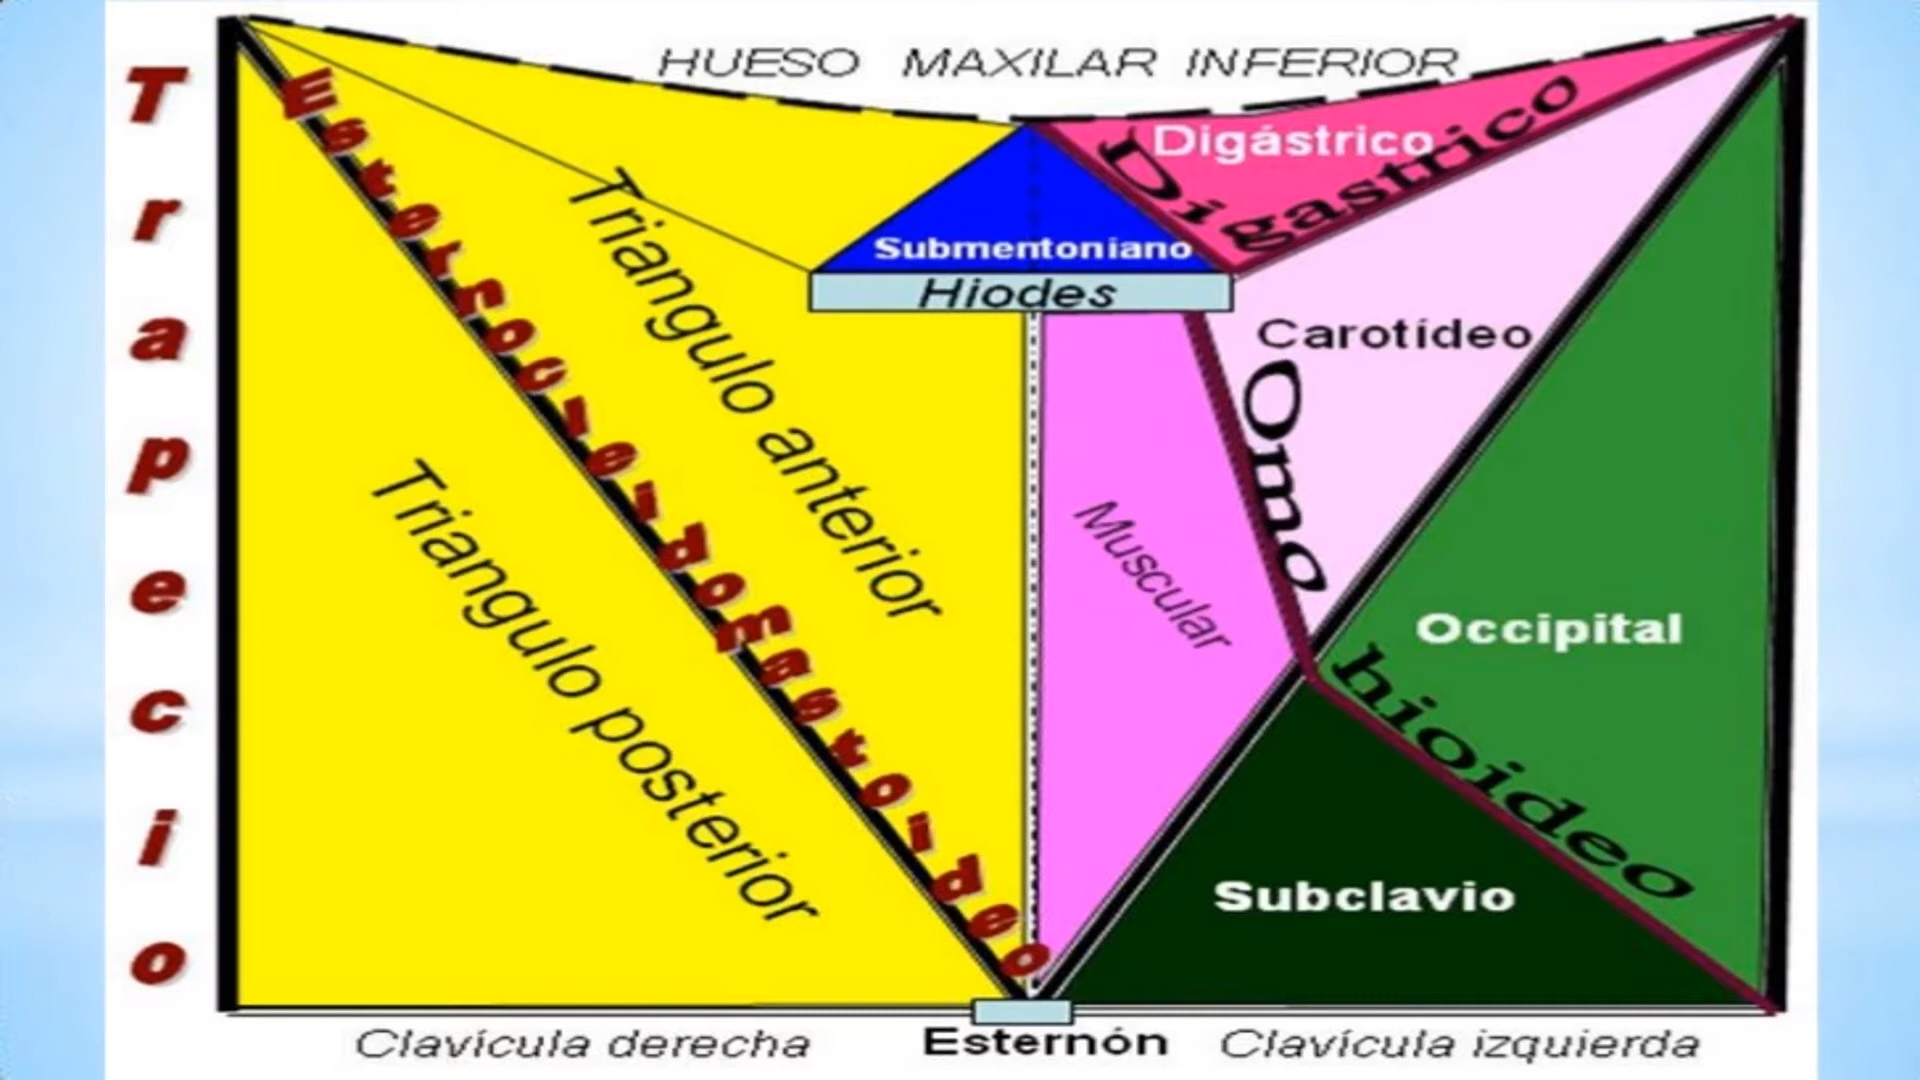 HUESO MAXILAR INFERIOR
Trapecio
Esternocleidomastoideo
Triangulo anterior
Triangulo posterior
Digástrico
Digastrico
Submentoniano
Hiodes
Carotídeo
Omo
hioideo
Muscular
Occipital
Subclavio
Clavícula derecha
Esternón
Clavícula izquierda